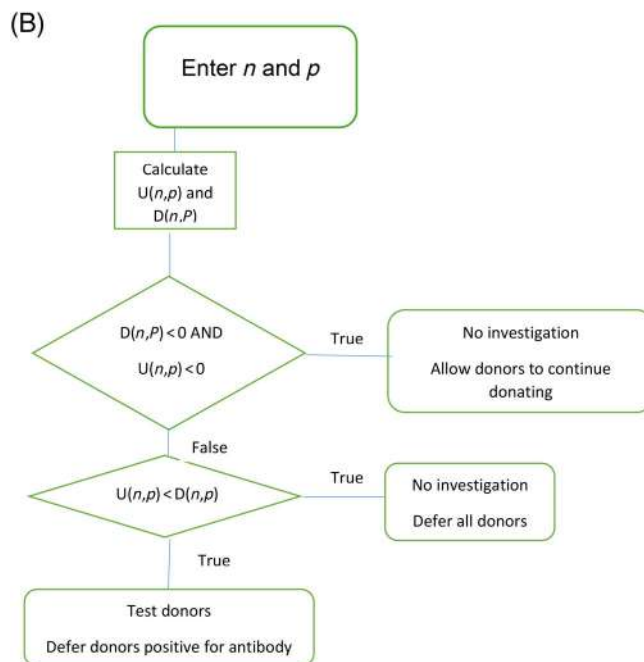 (B)
Enter n and p
Calculate
U(n,p) and
D(n,P)
D(n,P)<0 AND
U(n,p)<0
True
No investigation
Allow donors to continue
donating
False
U(n,p)<D(n,p)
True
No investigation
Defer all donors
True
Test donors
Defer donors positive for antibody